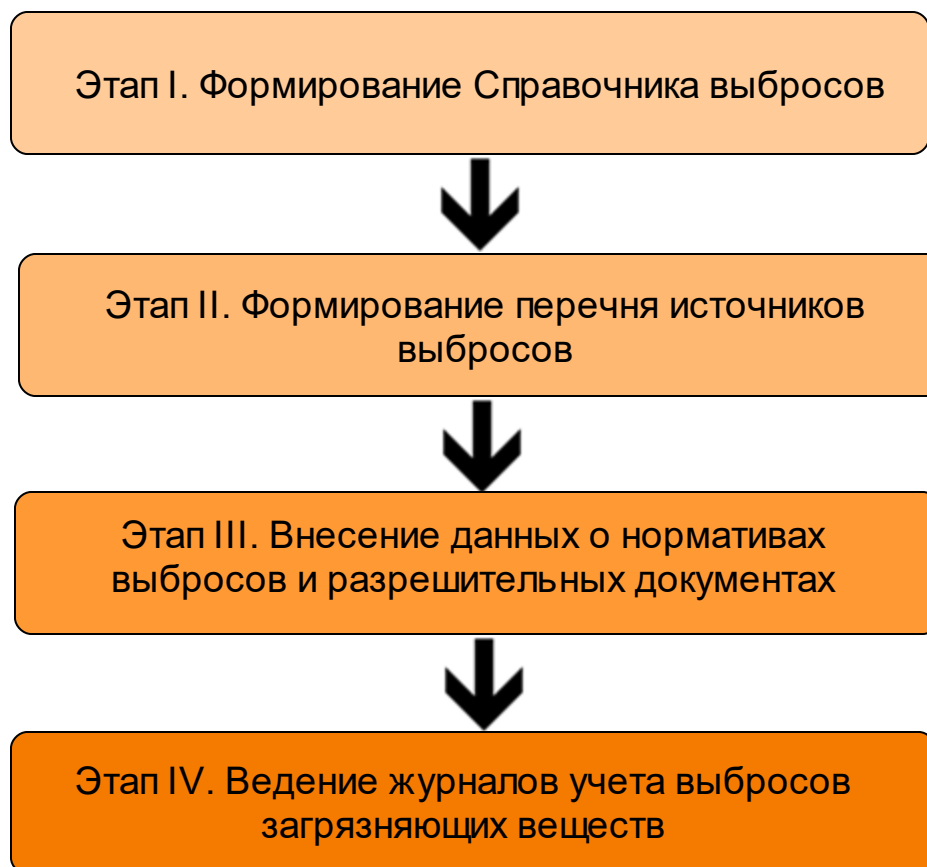 Этап I. Формирование Справочника выбросов
Этап II. Формирование перечня источников
выбросов
Этап III. Внесение данных о нормативах
выбросов и разрешительных документах
Этап IV. Ведение журналов учета выбросов
загрязняющих веществ